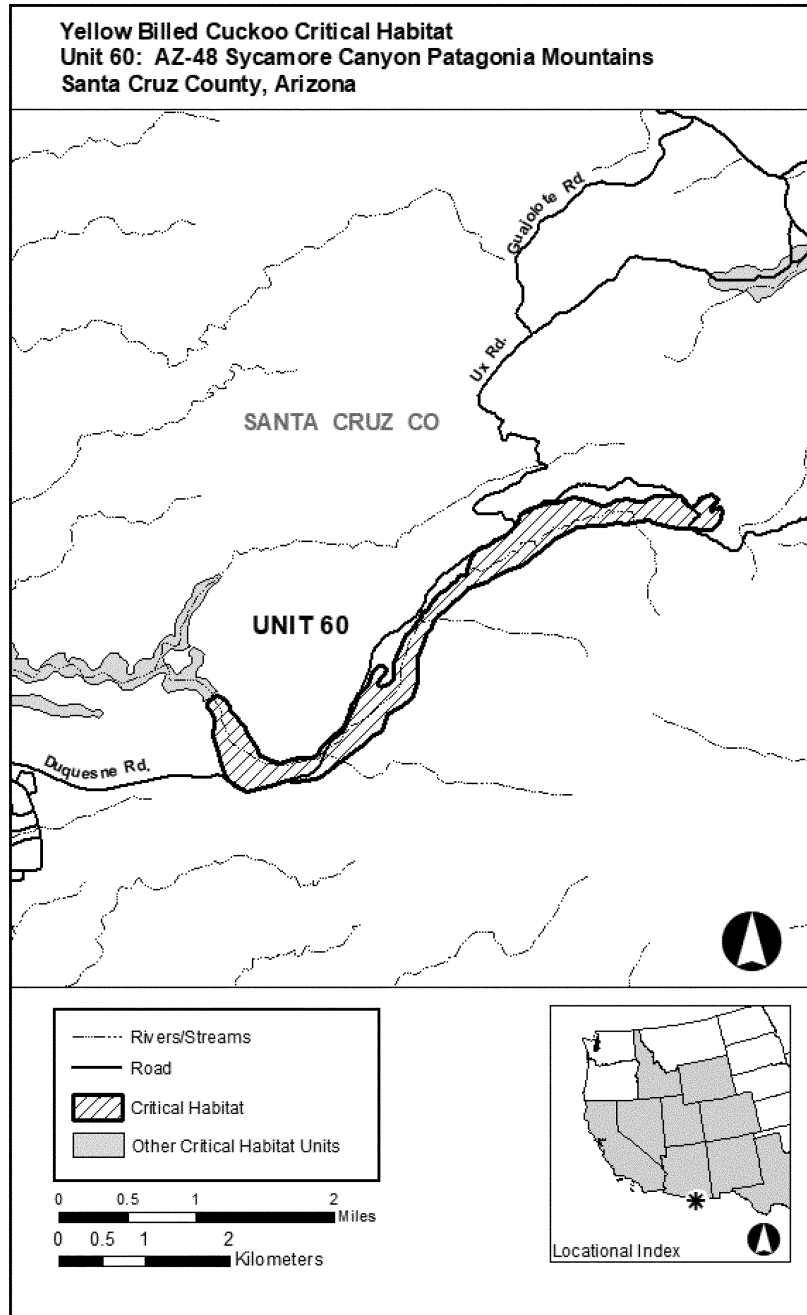 Yellow Billed Cuckoo Critical Habitat
Unit 60: AZ-48 Sycamore Canyon Patagonia Mountains
Santa Cruz County, Arizona
Guajolote Rd.
Ux Rd.
SANTA CRUZ CO
UNIT 60
Duquesne Rd.
Rivers/Streams
Road
Critical Habitat
Other Critical Habitat Units
0 0.5 1 2
Miles
0 0.5 1 2
Kilometers
Locational Index